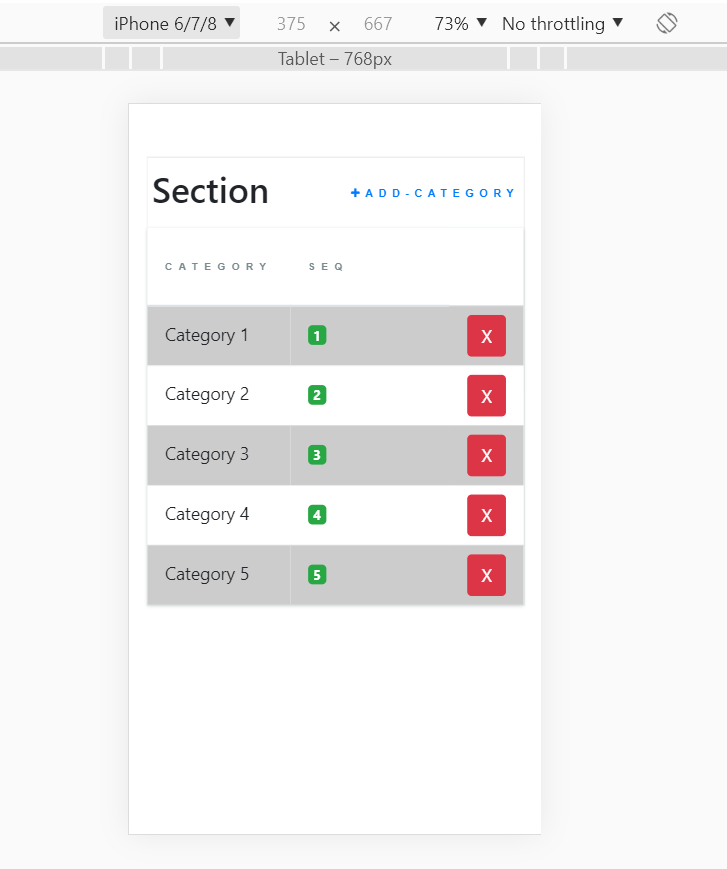 iPhone 6/7/8 ▼ 375 × 667 73% ▼ No throttling ▼
Tablet – 768px
Section +ADD-CATEGORY
CATEGORY SEQ
Category 1 1 X
Category 2 2 X
Category 3 3 X
Category 4 4 X
Category 5 5 X